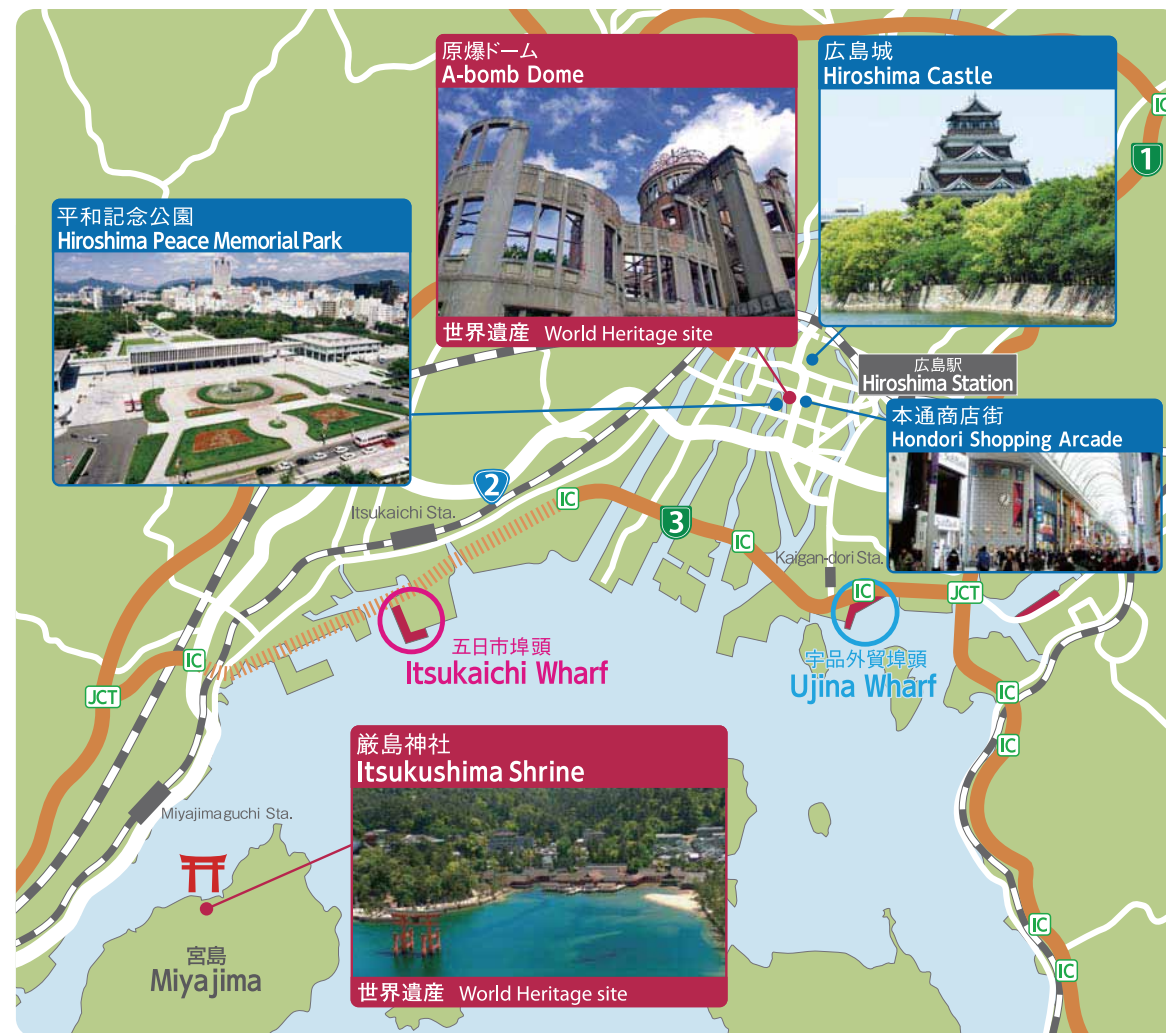 原爆ドーム
A-bomb Dome
世界遺産 World Heritage site
広島城
Hiroshima Castle
IC
1
平和記念公園
Hiroshima Peace Memorial Park
広島駅
Hiroshima Station
本通商店街
Hondori Shopping Arcade
2
IC
Itsukaichi Sta.
3
IC
Kaigan-dori Sta.
IC
JCT
五日市埠頭
Itsukaichi Wharf
宇品外貿埠頭
Ujina Wharf
IC
JCT
IC
IC
厳島神社
Itsukushima Shrine
世界遺産 World Heritage site
Miyajimaguchi Sta.
宮島
Miyajima
IC
IC